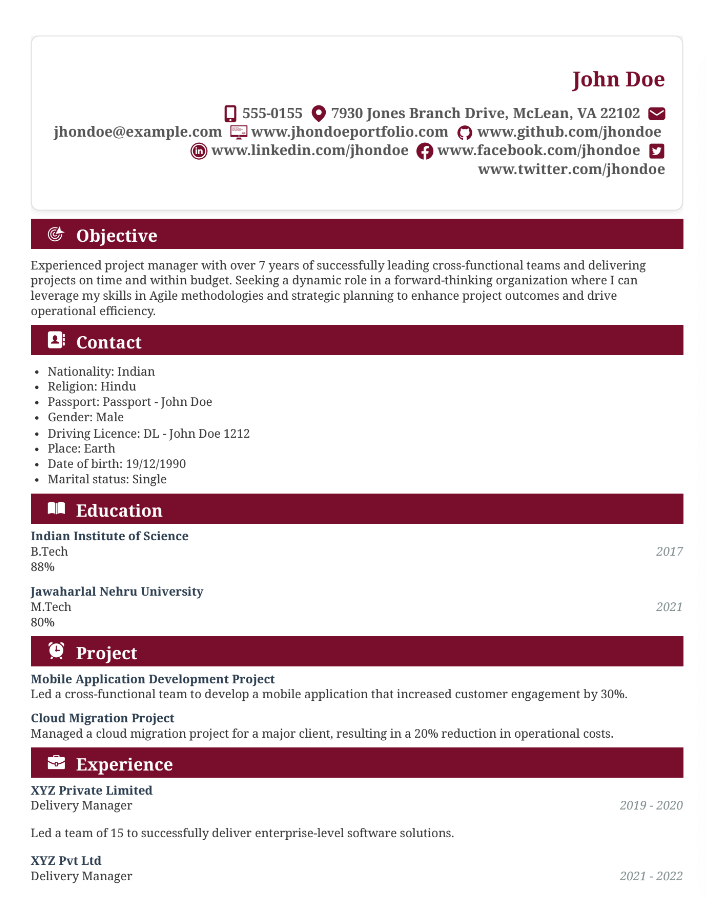 John Doe
555-0155 7930 Jones Branch Drive, McLean, VA 22102
jhondoe@example.com www.jhondoeportfolio.com www.github.com/jhondoe
www.linkedin.com/jhondoe www.facebook.com/jhondoe
www.twitter.com/jhondoe
Objective
Experienced project manager with over 7 years of successfully leading cross-functional teams and delivering
projects on time and within budget. Seeking a dynamic role in a forward-thinking organization where I can
leverage my skills in Agile methodologies and strategic planning to enhance project outcomes and drive
operational efficiency.
Contact
• Nationality: Indian
• Religion: Hindu
• Passport: Passport - John Doe
• Gender: Male
• Driving Licence: DL - John Doe 1212
• Place: Earth
• Date of birth: 19/12/1990
• Marital status: Single
Education
Indian Institute of Science
B.Tech 2017
88%
Jawaharlal Nehru University
M.Tech 2021
80%
Project
Mobile Application Development Project
Led a cross-functional team to develop a mobile application that increased customer engagement by 30%.
Cloud Migration Project
Managed a cloud migration project for a major client, resulting in a 20% reduction in operational costs.
Experience
XYZ Private Limited
Delivery Manager 2019 - 2020
Led a team of 15 to successfully deliver enterprise-level software solutions.
XYZ Pvt Ltd
Delivery Manager 2021 - 2022